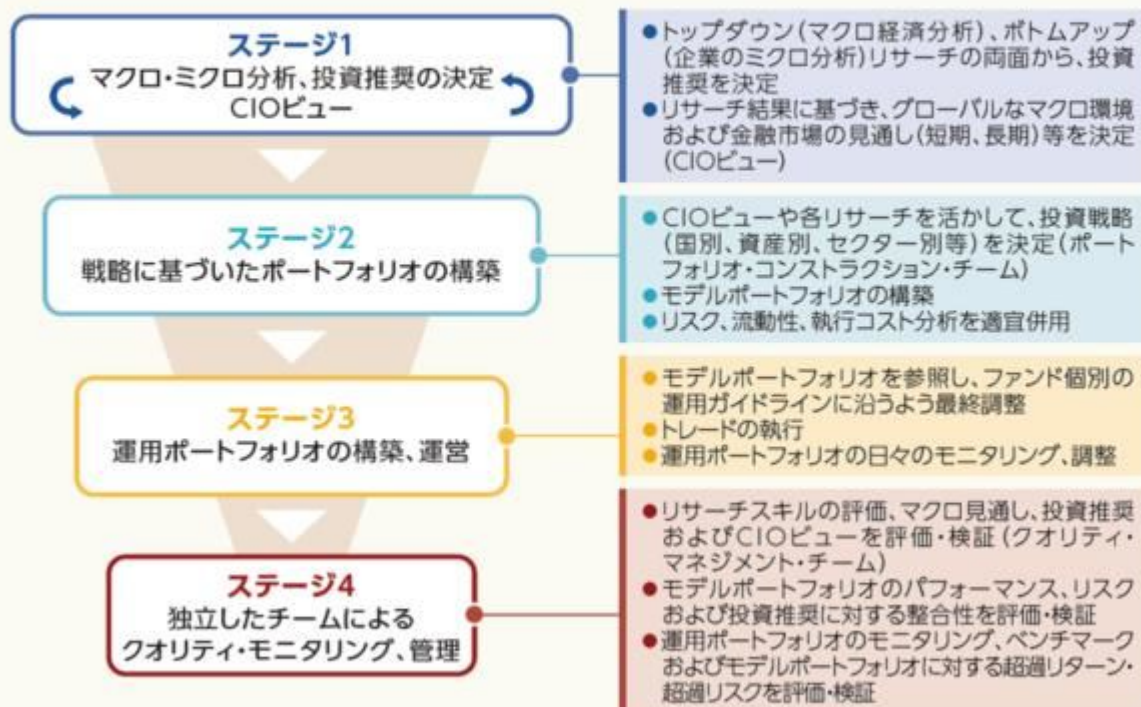 ステージ1
マクロ・ミクロ分析、投資推奨の決定
CIOビュー
●トップダウン(マクロ経済分析)、ボトムアップ
(企業のミクロ分析)リサーチの両面から、投資
推奨を決定
●リサーチ結果に基づき、グローバルなマクロ環境
および金融市場の見通し(短期、長期)等を決定
(CIOビュー)
ステージ2
戦略に基づいたポートフォリオの構築
●CIOビューや各リサーチを活かして、投資戦略
(国別、資産別、セクター別等)を決定(ポート
フォリオ・コンストラクション・チーム)
●モデルポートフォリオの構築
●リスク、流動性、執行コスト分析を適宜併用
ステージ3
運用ポートフォリオの構築、運営
●モデルポートフォリオを参照し、ファンド個別の
運用ガイドラインに沿うよう最終調整
●トレードの執行
●運用ポートフォリオの日々のモニタリング、調整
ステージ4
独立したチームによる
クオリティ・モニタリング、管理
●リサーチスキルの評価、マクロ見通し、投資推奨
およびCIOビューを評価・検証(クオリティ・
マネジメント・チーム)
●モデルポートフォリオのパフォーマンス、リスク
および投資推奨に対する整合性を評価・検証
●運用ポートフォリオのモニタリング、ベンチマーク
およびモデルポートフォリオに対する超過リターン・
超過リスクを評価・検証